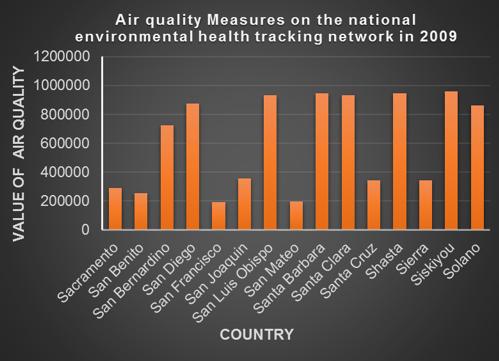 Air quality Measures on the national
environmental health tracking network in 2009
VALUE OF AIR QUALITY
1200000
1000000
800000
600000
400000
200000
0
Sacramento
San Benito
San Bernardino
San Diego
San Francisco
San Joaquin
San Luis Obispo
San Mateo
Santa Barbara
Santa Clara
Santa Cruz
Shasta
Sierra
Siskiyou
Solano
COUNTRY